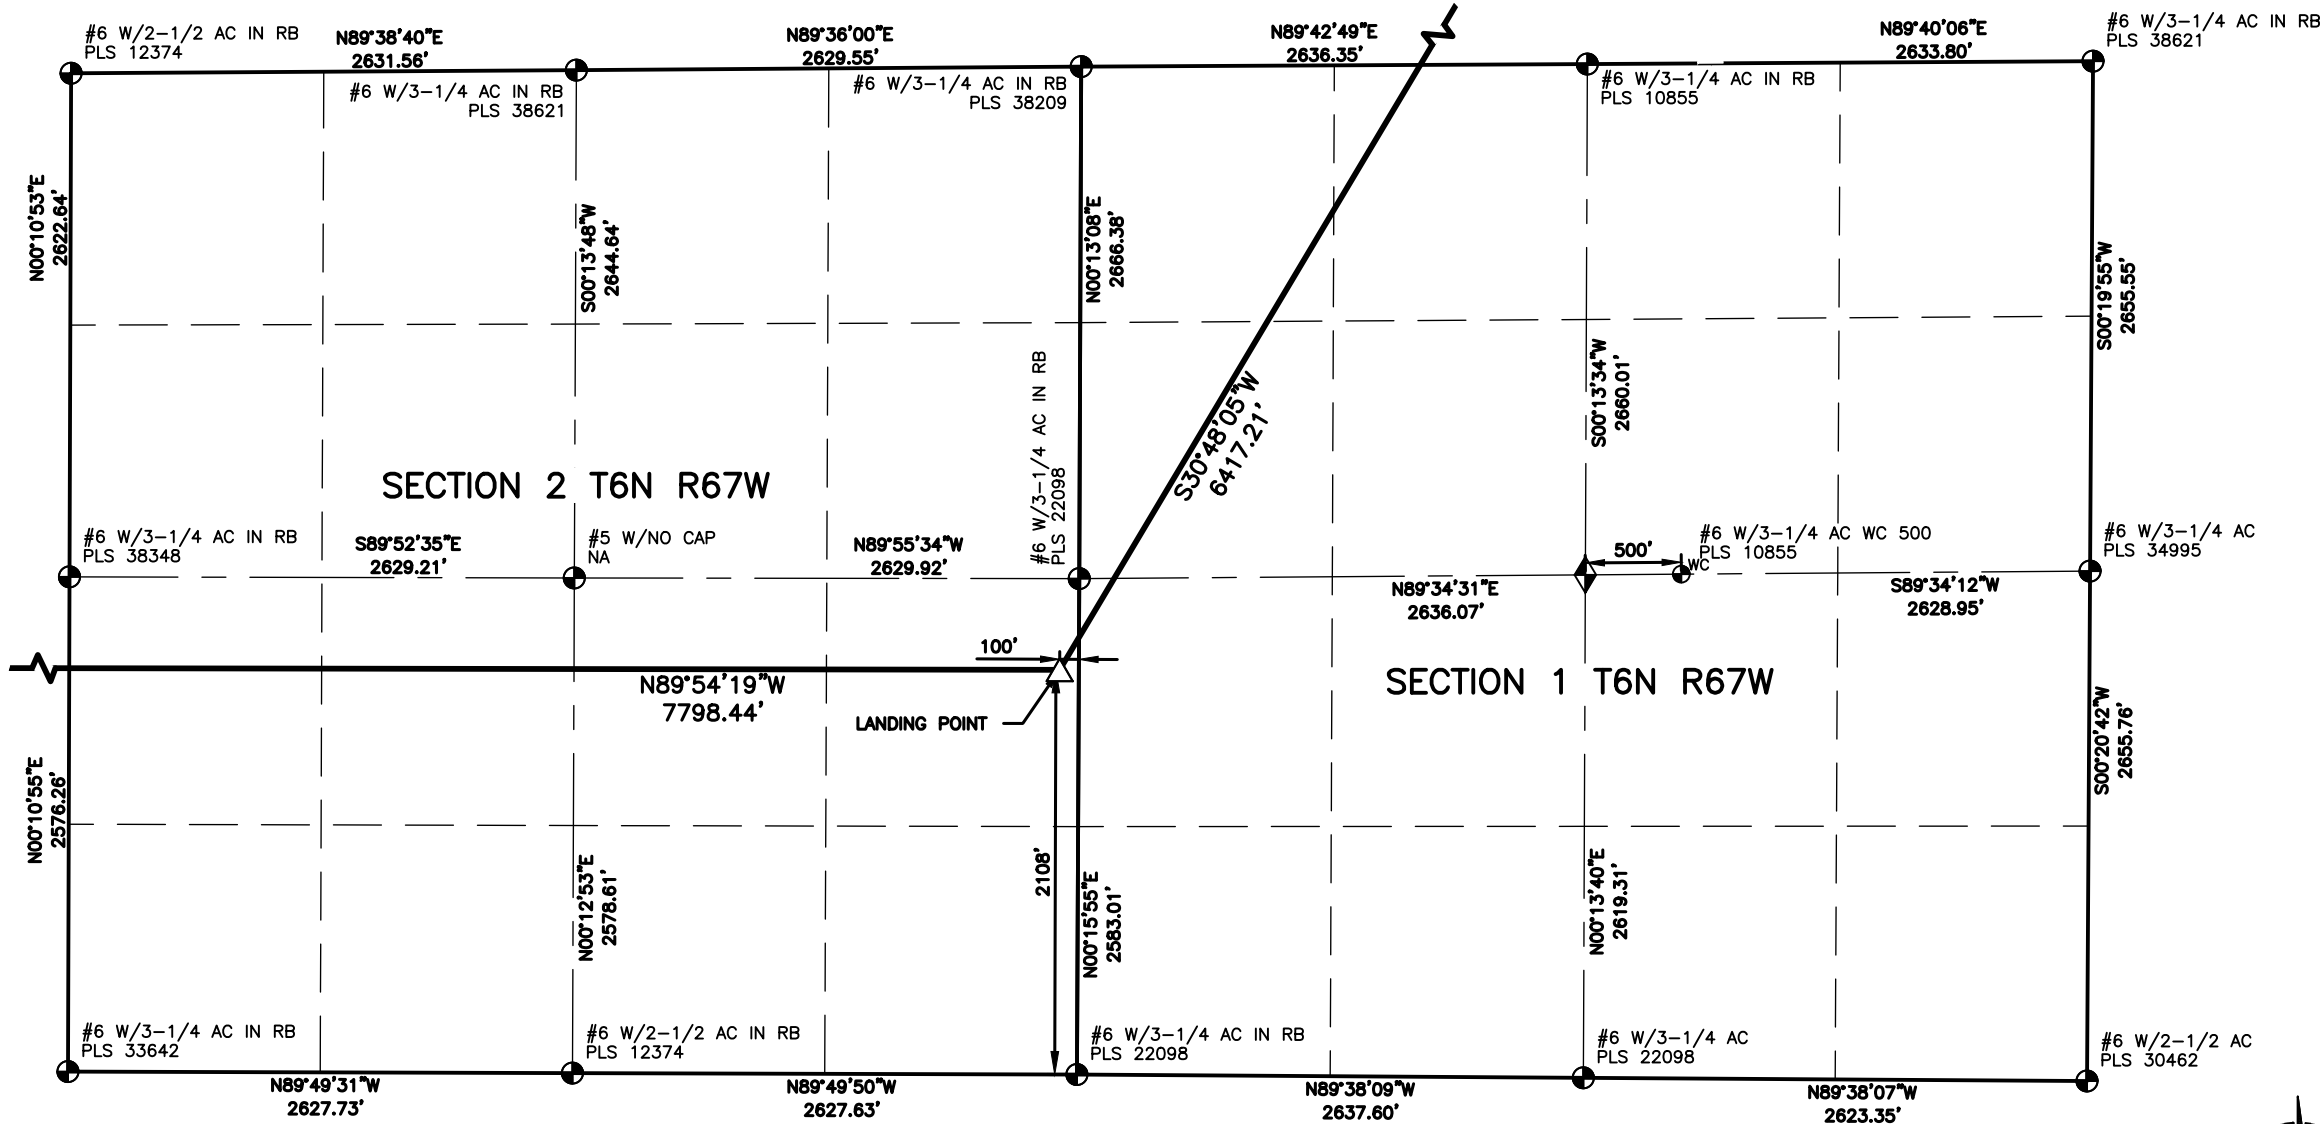 #6 W/2-1/2 AC IN RB
PLS 12374
N89°38'40"E
2631.56'
N89°36'00"E
2629.55'
N89°42'49"E
2636.35'
N89°40'06"E
2633.80'
#6 W/3-1/4 AC IN RB
PLS 38621
#6 W/3-1/4 AC IN RB
PLS 38621
#6 W/3-1/4 AC IN RB
PLS 38209
#6 W/3-1/4 AC IN RB
PLS 10855
N00°10'53"E
2622.64'
S00°13'48"W
2644.64'
N00°13'08"E
2666.38'
S00°13'34"W
2660.01'
S00°19'55"W
2655.55'
S30°48'05"W
6417.21'
#6 W/3-1/4 AC IN RB
PLS 22098
SECTION 2 T6N R67W
#6 W/3-1/4 AC IN RB
PLS 38348
S89°52'35"E
2629.21'
#5 W/NO CAP
NA
N89°55'34"W
2629.92'
500'
WC
#6 W/3-1/4 AC WC 500
PLS 10855
#6 W/3-1/4 AC
PLS 34995
N89°34'31"E
2636.07'
S89°34'12"W
2628.95'
100'
N89°54'19"W
7798.44'
LANDING POINT
SECTION 1 T6N R67W
N00°10'55"E
2576.26'
N00°12'53"E
2578.61'
2108'
N00°15'55"E
2583.01'
N00°13'40"E
2619.31'
S00°20'42"W
2655.76'
#6 W/3-1/4 AC IN RB
PLS 33642
#6 W/2-1/2 AC IN RB
PLS 12374
#6 W/3-1/4 AC IN RB
PLS 22098
#6 W/3-1/4 AC
PLS 22098
#6 W/2-1/2 AC
PLS 30462
N89°49'31"W
2627.73'
N89°49'50"W
2627.63'
N89°38'09"W
2637.60'
N89°38'07"W
2623.35'